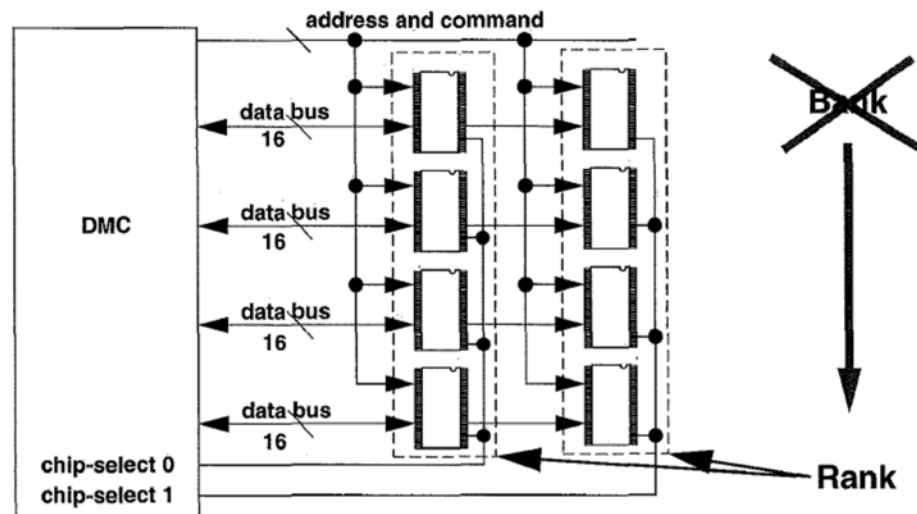 address and command
data bus
16
data bus
16
DMC
data bus
16
data bus
16
chip-select 0
chip-select 1
Bank
Rank